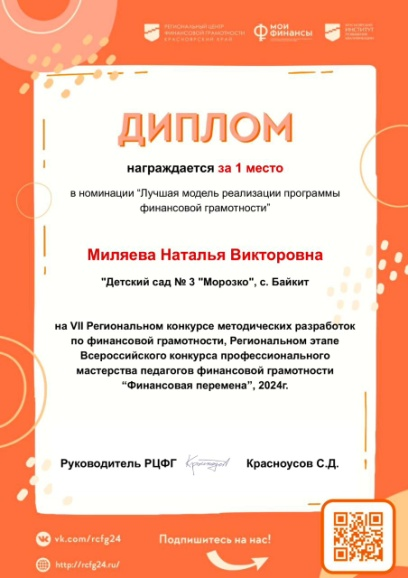 РЕГИОНАЛЬНЫЙ ЦЕНТР
ФИНАНСОВОЙ ГРАМОТНОСТИ
КРАСНОЯРСКИЙ КРАЙ
МОИ
ФИНАНСЫ
ИНСТИТУТ
ДИПЛОМ
награждается за 1 место
в номинации “Лучшая модель реализации программы
финансовой грамотности”
Миляева Наталья Викторовна
"Детский сад № 3 "Морозко", с. Байкит
на VII Региональном конкурсе методических разработок
по финансовой грамотности, Региональном этапе
Всероссийского конкурса профессионального
мастерства педагогов финансовой грамотности
“Финансовая перемена”, 2024г.
Руководитель РЦФГ Красноусов С.Д.
vk.com/rcfg24
Подпишитесь на нас!
http://rcfg24.ru/